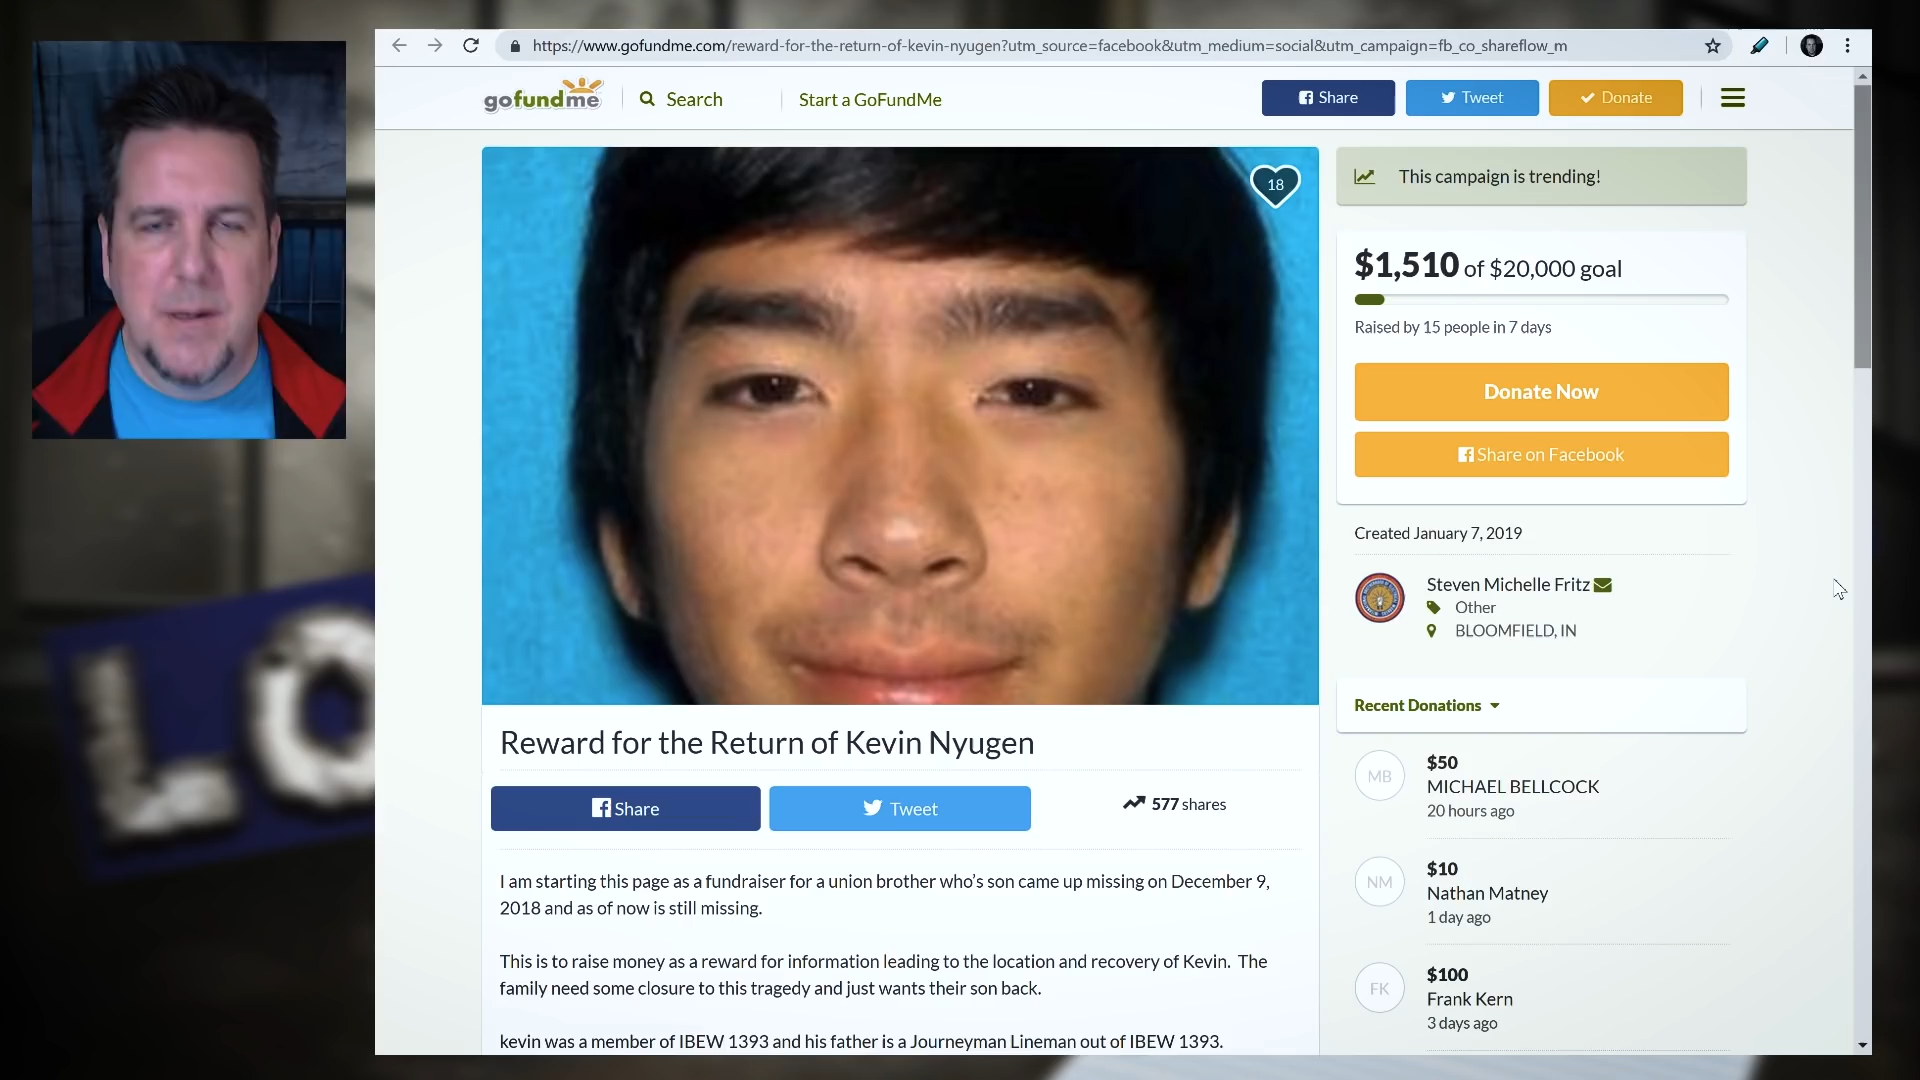 https://www.gofundme.com/reward-for-the-return-of-kevin-nyugen?utm_source=facebook&utm_medium=social&utm_campaign=fb_co_shareflow_m
gofundme
Search
Start a GoFundMe
Share
Tweet
Donate
18
This campaign is trending!
$1,510 of $20,000 goal
Raised by 15 people in 7 days
Donate Now
Share on Facebook
Created January 7, 2019
Steven Michelle Fritz
Other
BLOOMFIELD, IN
Recent Donations
MB
$50
MICHAEL BELLCOCK
20 hours ago
NM
$10
Nathan Matney
1 day ago
FK
$100
Frank Kern
3 days ago
Reward for the Return of Kevin Nyugen
Share
Tweet
577 shares
I am starting this page as a fundraiser for a union brother who's son came up missing on December 9,
2018 and as of now is still missing.
This is to raise money as a reward for information leading to the location and recovery of Kevin. The
family need some closure to this tragedy and just wants their son back.
kevin was a member of IBEW 1393 and his father is a Journeyman Lineman out of IBEW 1393.
LO